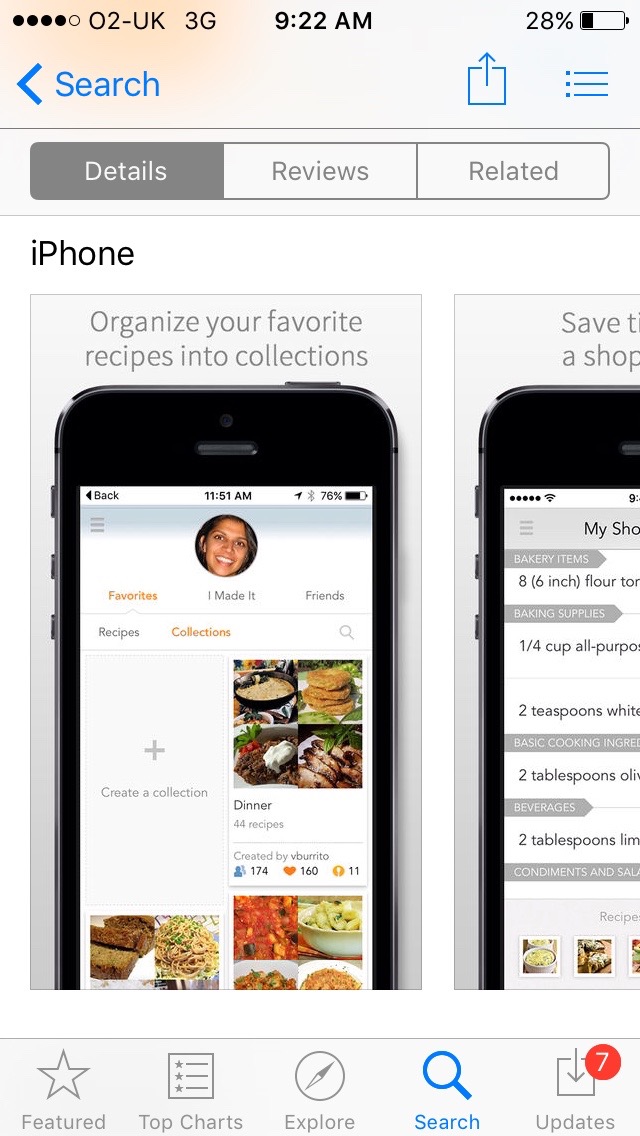 O2-UK 3G 9:22 AM 28%
Search
Details Reviews Related
iPhone
Organize your favorite
recipes into collections
Back 11:51 AM 76%
Favorites I Made It Friends
Recipes Collections
+
Create a collection
Dinner
44 recipes
Created by vburrito
174 160 11
Save ti
a shop
9:
My Sho
BAKERY ITEMS
8 (6 inch) flour tor
BAKING SUPPLIES
1/4 cup all-purpos
2 teaspoons white
BASIC COOKING INGRED
2 tablespoons oliv
BEVERAGES
2 tablespoons lim
CONDIMENTS AND SALA
Recipes
7
Featured Top Charts Explore Search Updates